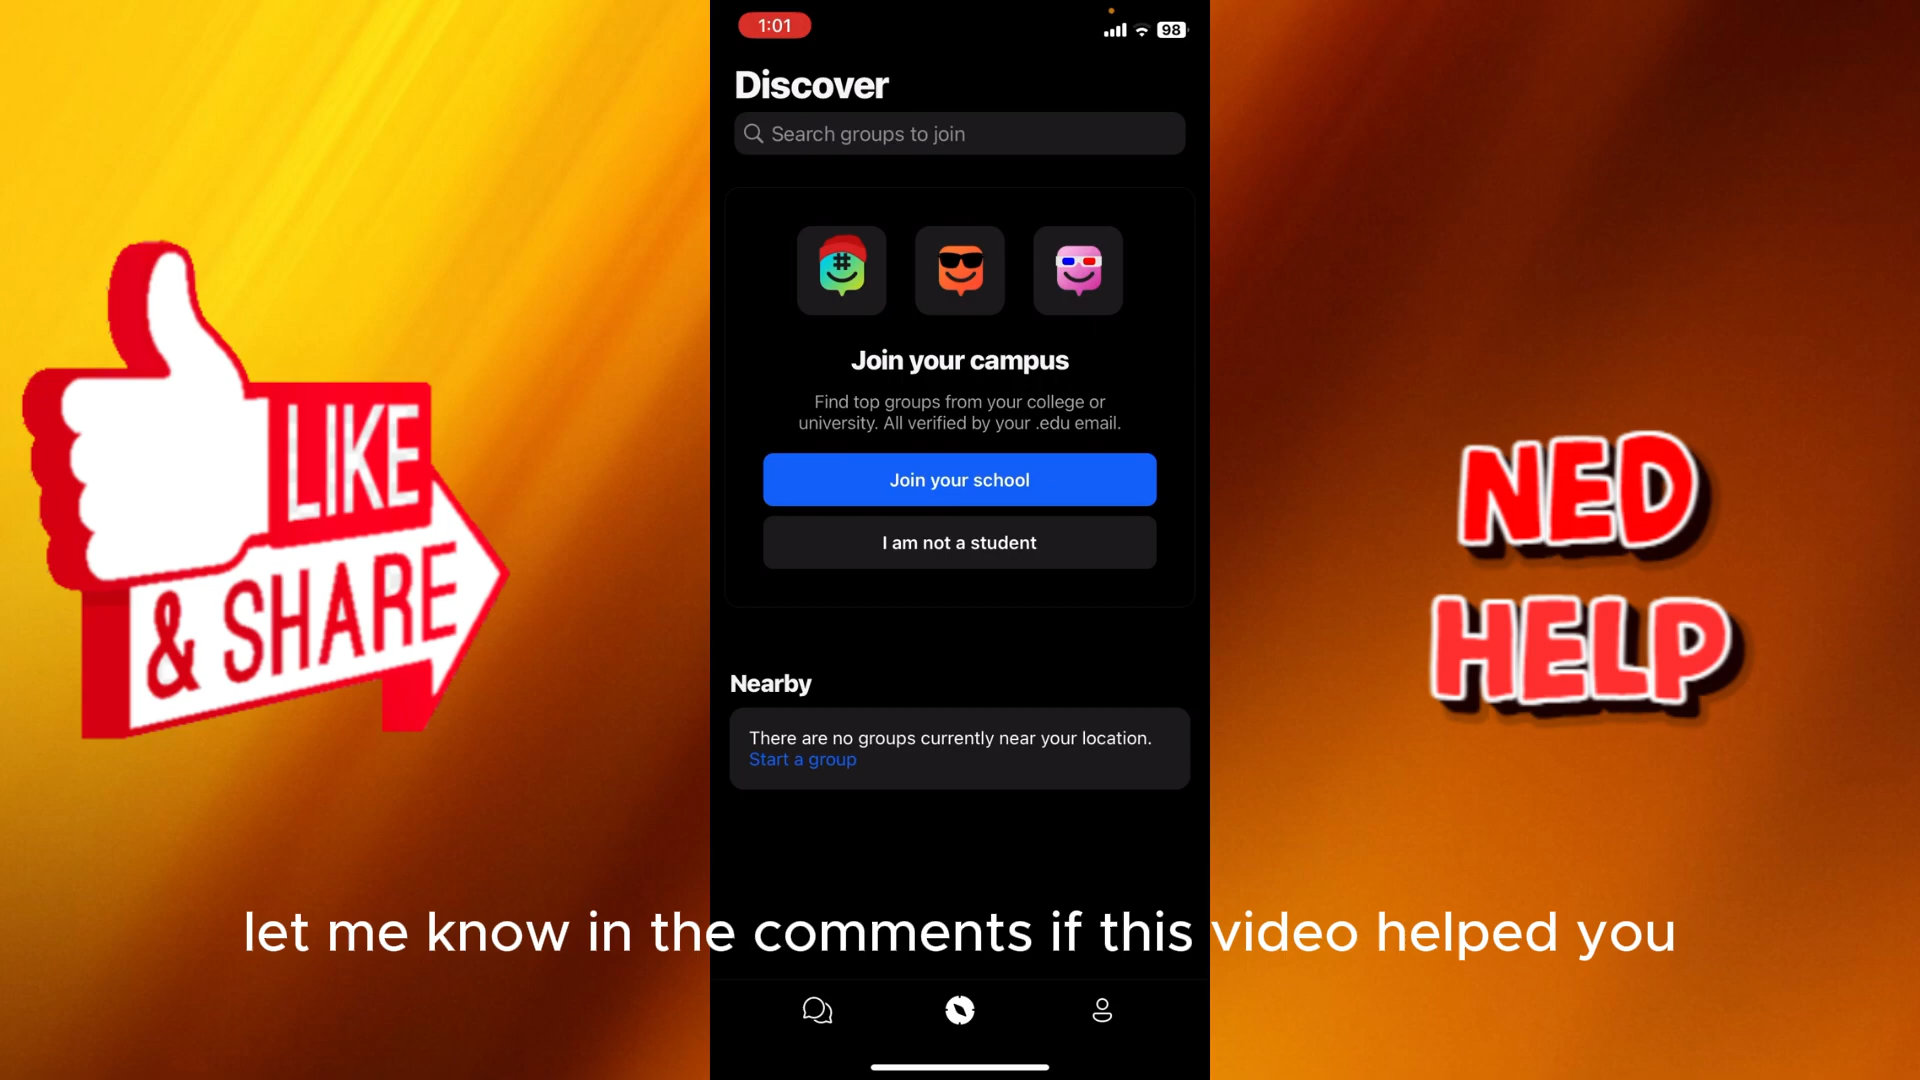 1:01
98
Discover
Search groups to join
#
Join your campus
Find top groups from your college or
university. All verified by your .edu email.
Join your school
I am not a student
Nearby
There are no groups currently near your location.
Start a group
LIKE
& SHARE
NED
HELP
let me know in the comments if this video helped you